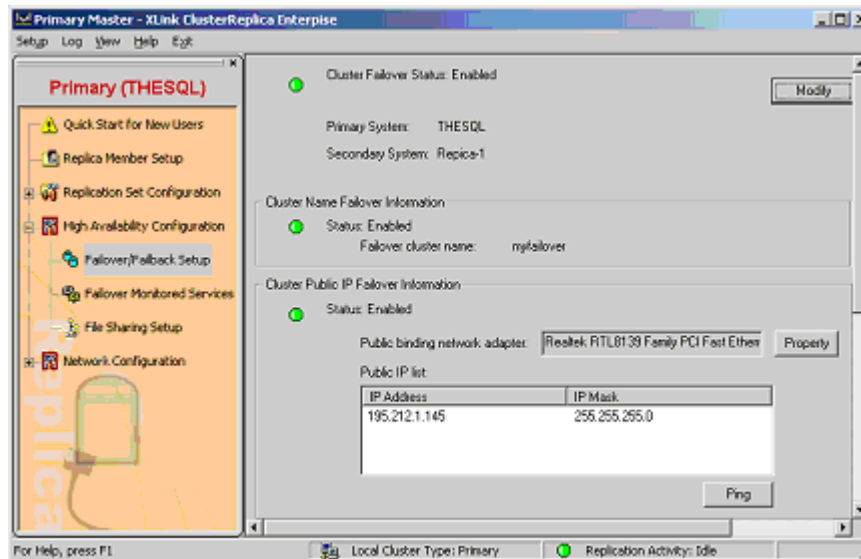 Primary Master - XLink ClusterReplica Enterpise
Setup Log View Help Exit
Primary (THESQL)
Quick Start for New Users
Replica Member Setup
Replication Set Configuration
High Availability Configuration
Failover/Failback Setup
Failover Monitored Services
File Sharing Setup
Network Configuration
Replica
Cluster Failover Status: Enabled
Modify
Primary System: THESQL
Secondary System: Repica-1
Cluster Name Failover Information
Status: Enabled
Failover cluster name: myfailover
Cluster Public IP Failover Information
Status: Enabled
Public binding network adapter: Realtek RTL8139 Family PCI Fast Ethern
Property
Public IP list:
IP Address IP Mask
195.212.1.145 255.255.255.0
Ping
For Help, press F1 Local Cluster Type: Primary Replication Activity: Idle